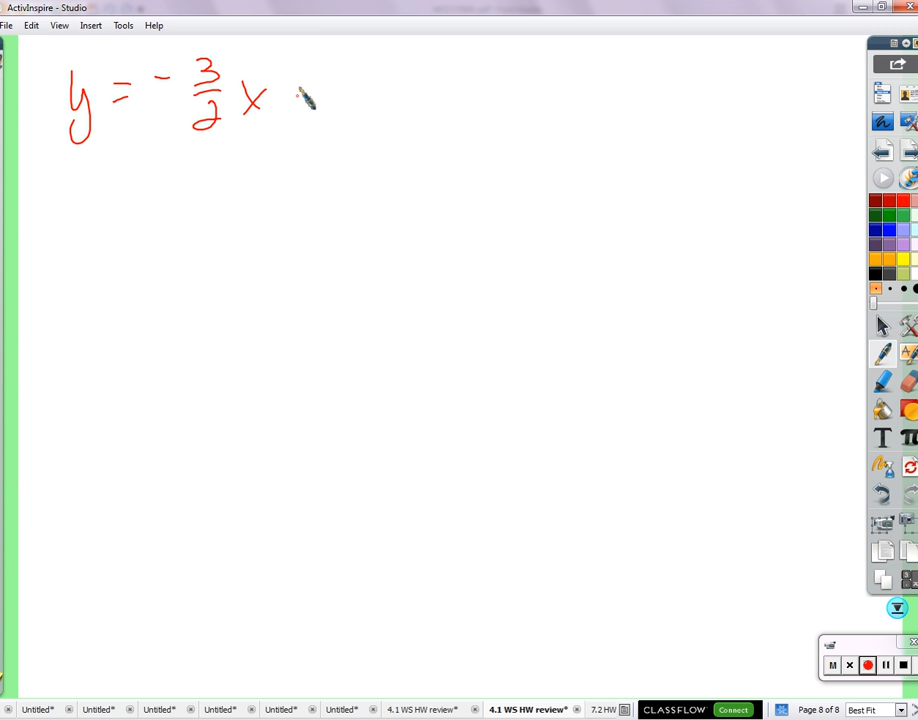 ActivInspire - Studio
File Edit View Insert Tools Help
y = - 3/2 x
Untitled* Untitled* Untitled* Untitled* Untitled* Untitled* 4.1 WS HW review* 4.1 WS HW review* 7.2 HW CLASSFLOW Connect Page 8 of 8 Best Fit
T π
M